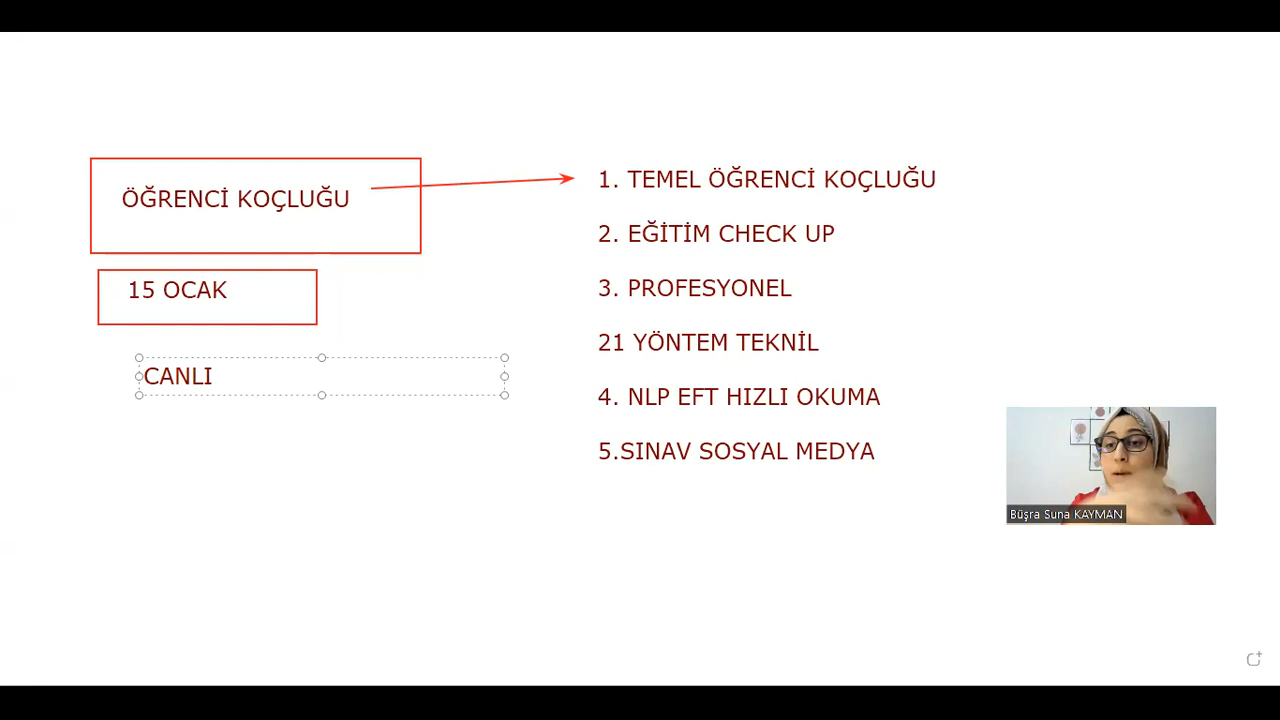 ÖĞRENCİ KOÇLUĞU
15 OCAK
CANLI
1. TEMEL ÖĞRENCİ KOÇLUĞU
2. EĞİTİM CHECK UP
3. PROFESYONEL
21 YÖNTEM TEKNİL
4. NLP EFT HIZLI OKUMA
5.SINAV SOSYAL MEDYA
Büşra Suna KAYMAN